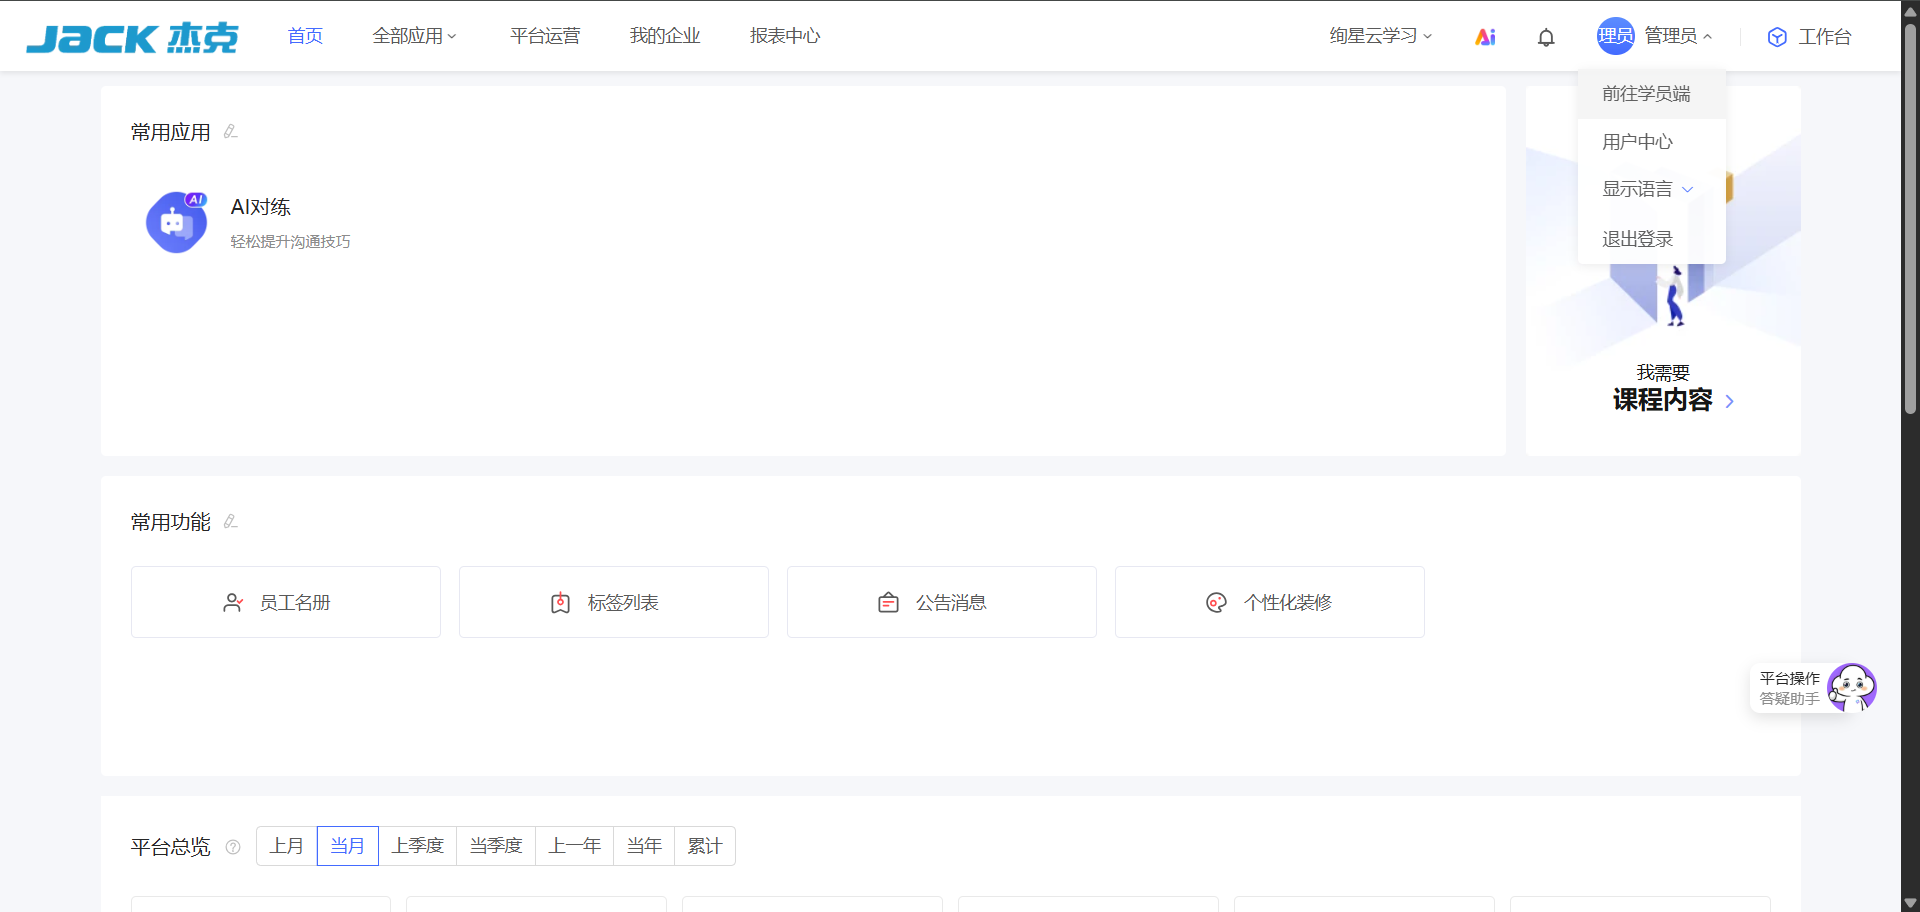 JACK 杰克 首页 全部应用 平台运营 我的企业 报表中心 绚星云学习 Ai 理员 管理员 工作台
前往学员端
用户中心
显示语言
退出登录
常用应用
AI
AI对练
轻松提升沟通技巧
我需要
课程内容
常用功能
员工名册 标签列表 公告消息 个性化装修
平台操作
答疑助手
平台总览 ? 上月 当月 上季度 当季度 上一年 当年 累计